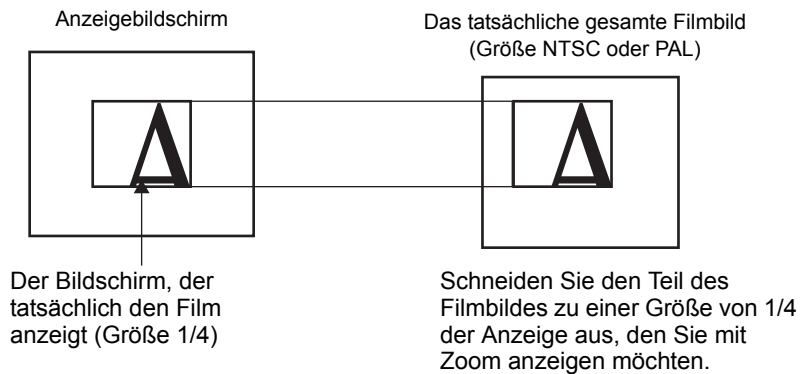 Anzeigebildschirm
Das tatsächliche gesamte Filmbild
(Größe NTSC oder PAL)
A
A
Der Bildschirm, der
tatsächlich den Film
anzeigt (Größe 1/4)
Schneiden Sie den Teil des
Filmbildes zu einer Größe von 1/4
der Anzeige aus, den Sie mit
Zoom anzeigen möchten.